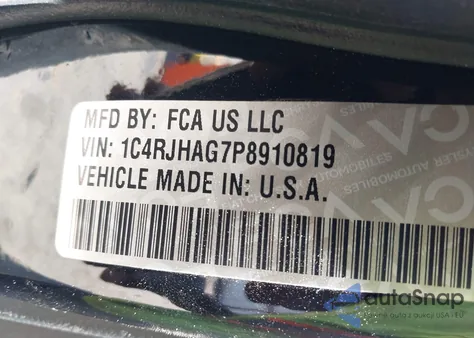 MFD BY: FCA US LLC
VIN: 1C4RJHAG7P8910819
VEHICLE MADE IN: U.S.A.
autoSnap